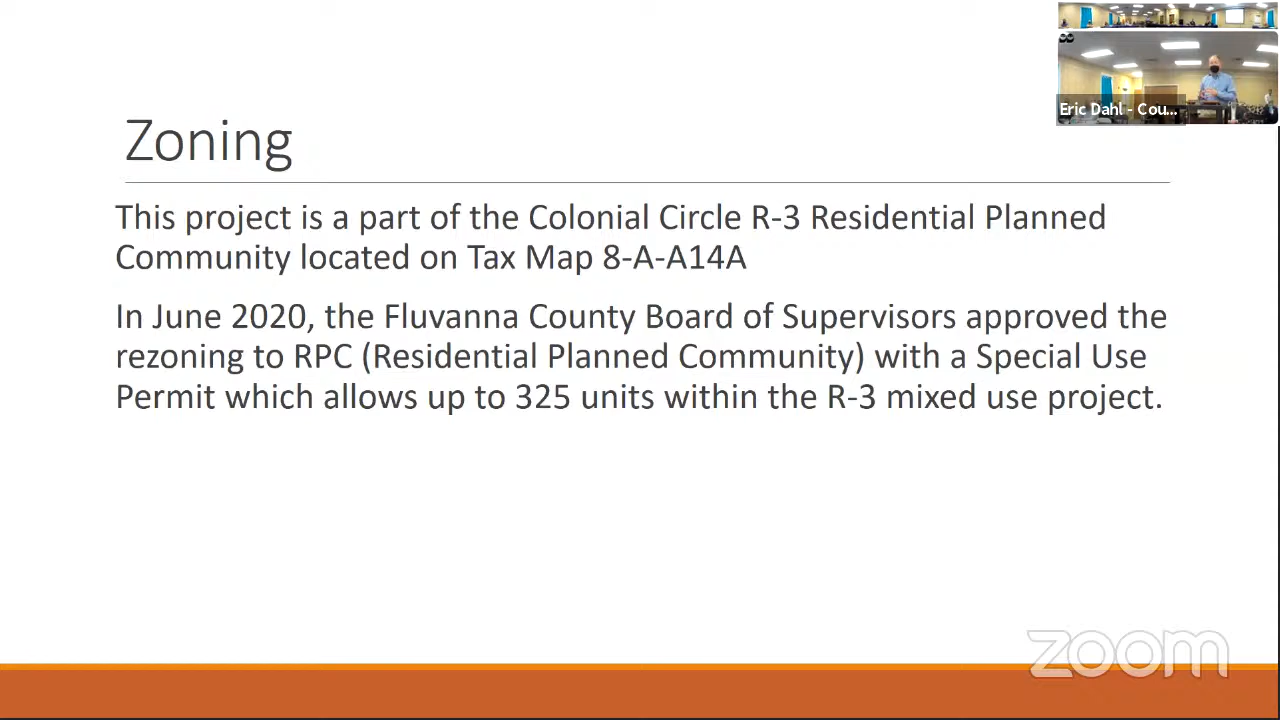 Eric Dahl - Cou...
Zoning
This project is a part of the Colonial Circle R-3 Residential Planned
Community located on Tax Map 8-A-A14A
In June 2020, the Fluvanna County Board of Supervisors approved the
rezoning to RPC (Residential Planned Community) with a Special Use
Permit which allows up to 325 units within the R-3 mixed use project.
zoom